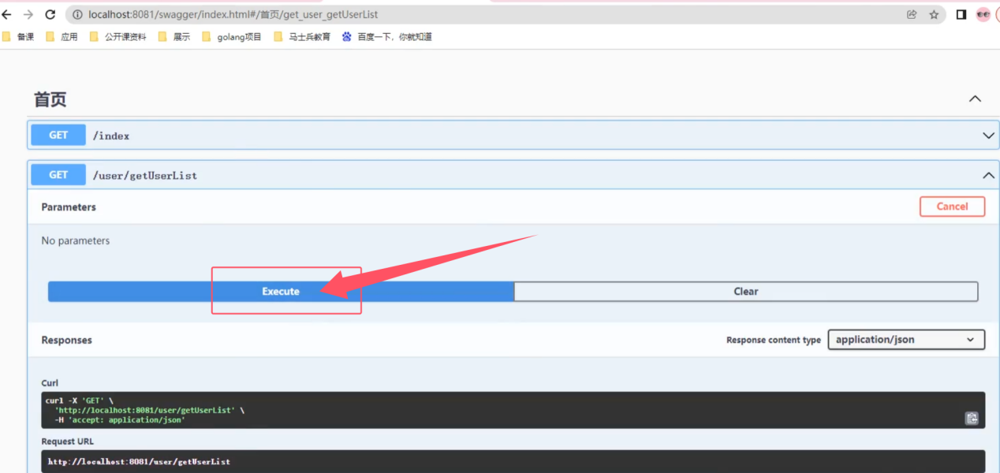 localhost:8081/swagger/index.html#/首页/get_user_getUserList
备课 应用 公开课资料 展示 golang项目 马士兵教育 百度一下，你就知道
首页
GET /index
GET /user/getUserList
Parameters Cancel
No parameters
Execute Clear
Responses Response content type application/json
Curl
curl -X 'GET' \
'http://localhost:8081/user/getUserList' \
-H 'accept: application/json'
Request URL
http://localhost:8081/user/getUserList